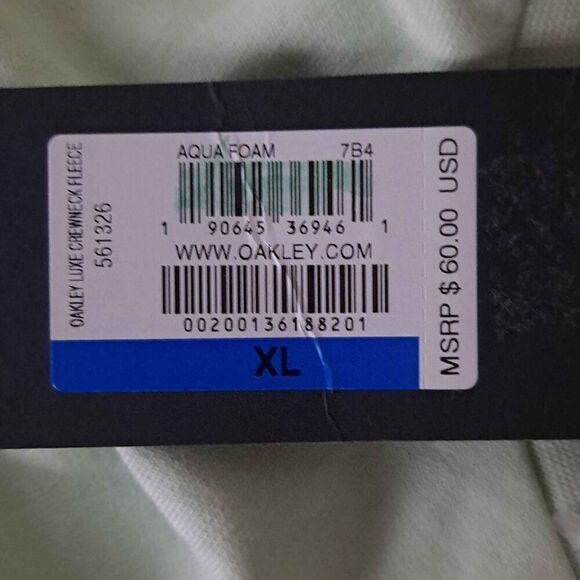 OAKLEY LUXE CREWNECK FLEECE
561326
AQUA FOAM 7B4
1 90645 36946 1
WWW.OAKLEY.COM
00200136188201
XL
MSRP $ 60.00 USD